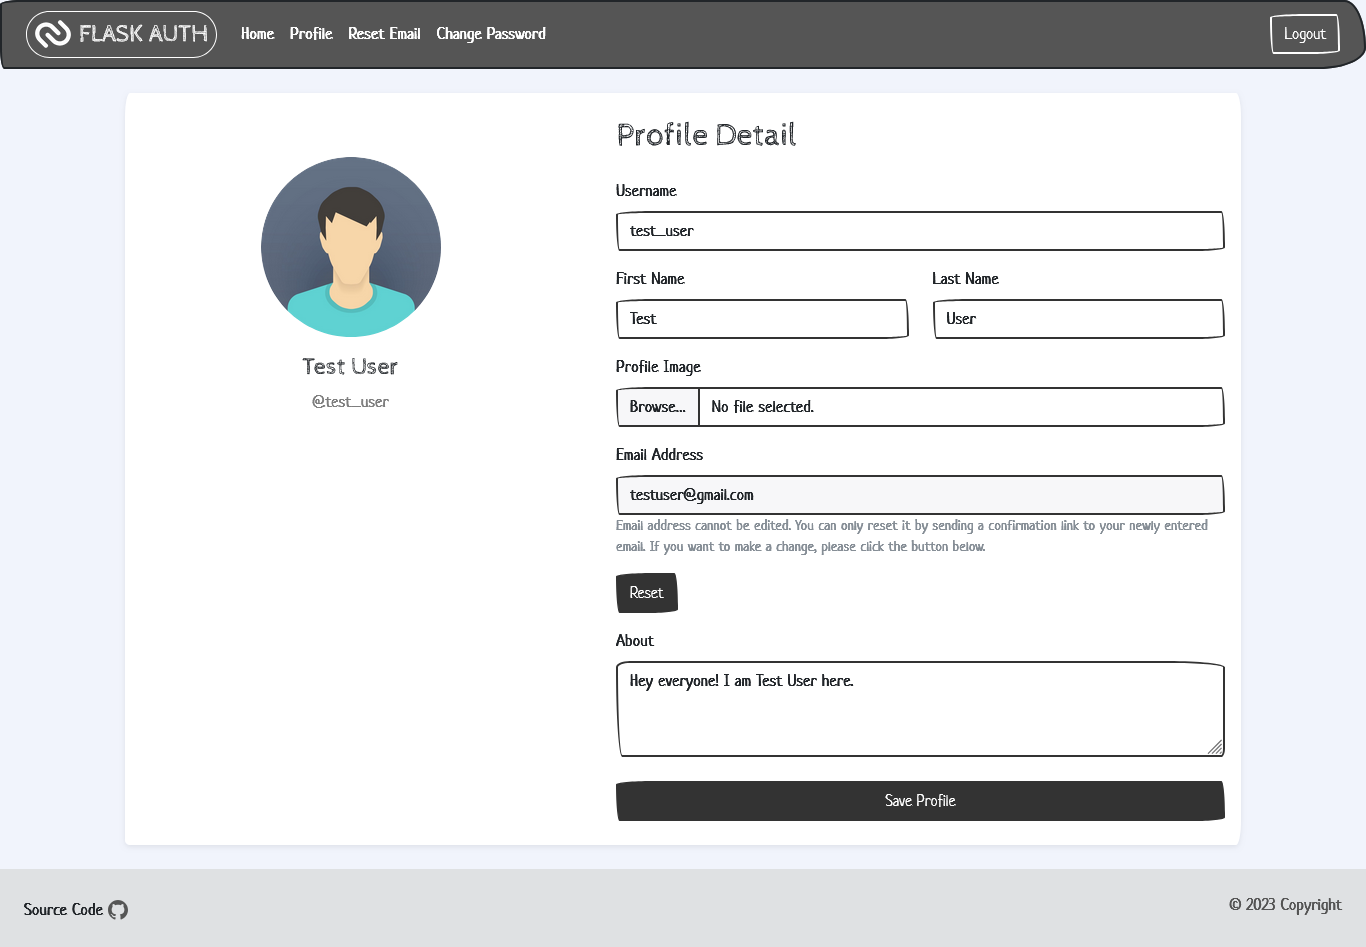 FLASK AUTH Home Profile Reset Email Change Password Logout
Profile Detail
Username
test_user
First Name Last Name
Test User
Profile Image
Browse... No file selected.
Test User
@test_user
Email Address
testuser@gmail.com
Email address cannot be edited. You can only reset it by sending a confirmation link to your newly entered
email. If you want to make a change, please click the button below.
Reset
About
Hey everyone! I am Test User here.
Save Profile
Source Code
© 2023 Copyright